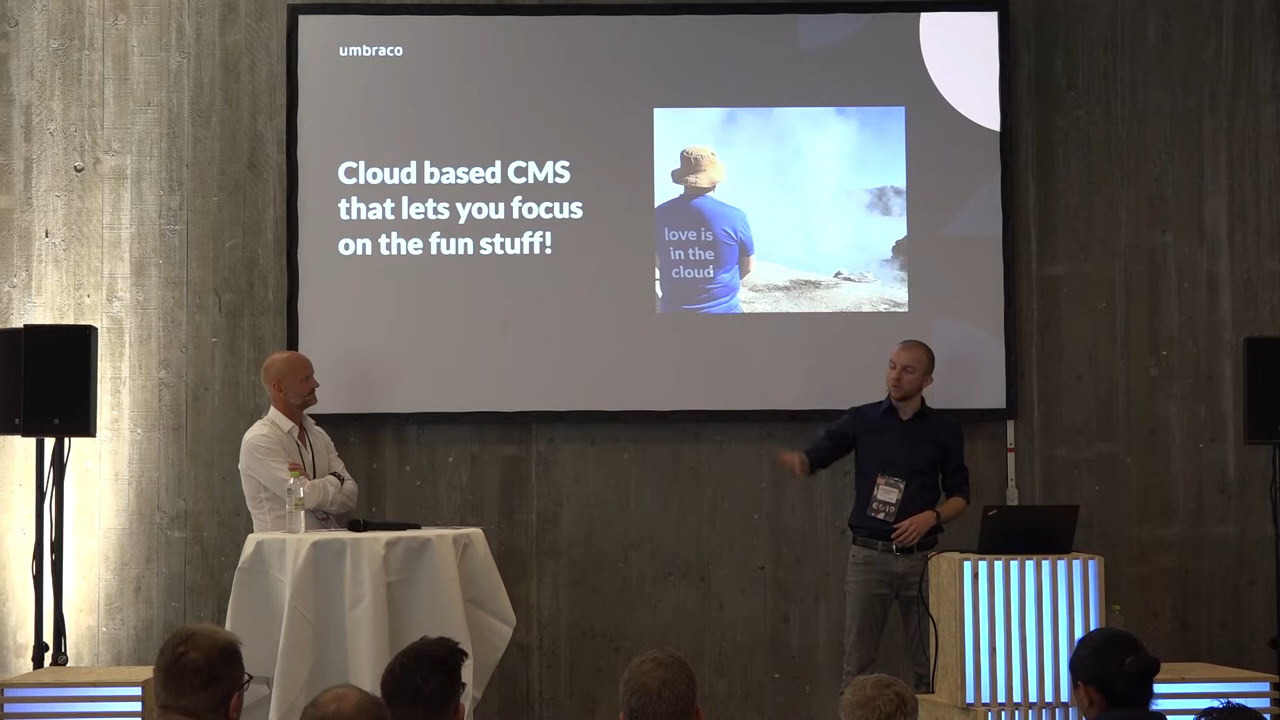 umbraco
Cloud based CMS
that lets you focus
on the fun stuff!
love is
in the
cloud